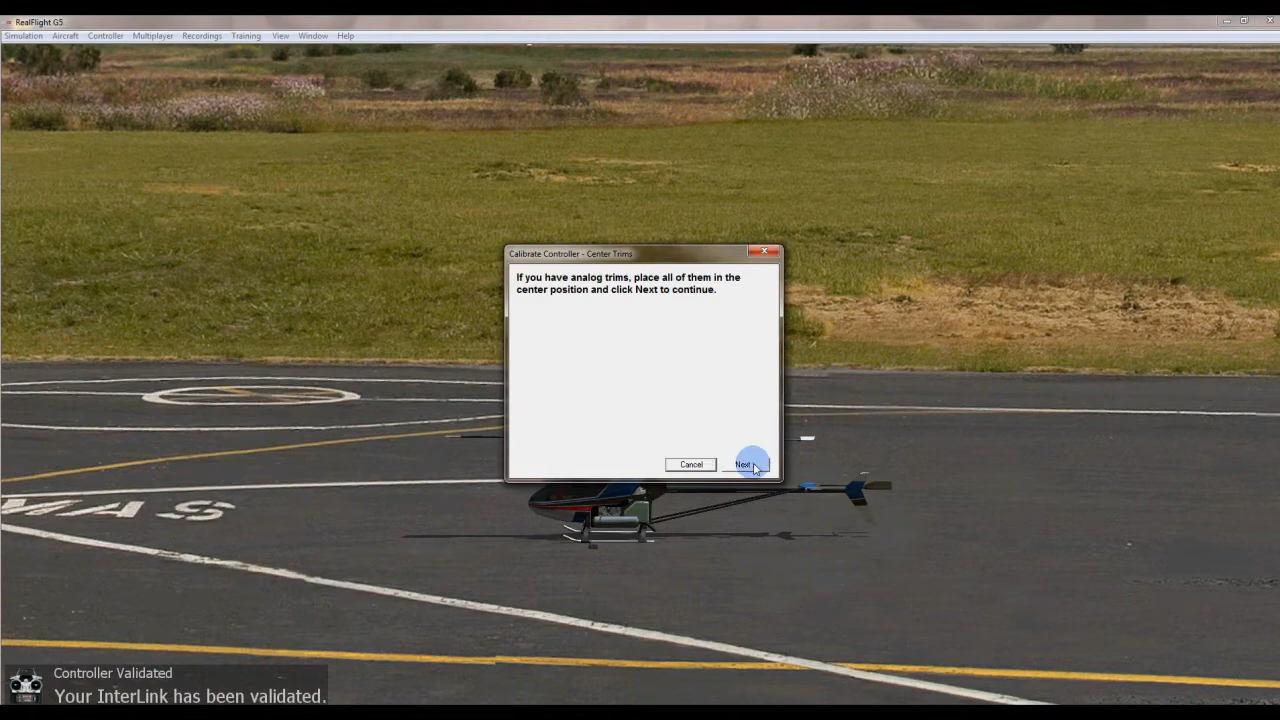 RealFlight G5
Simulation Aircraft Controller Multiplayer Recordings Training View Window Help
Calibrate Controller - Center Trims
If you have analog trims, place all of them in the
center position and click Next to continue.
Cancel Next
MAS
Controller Validated
Your InterLink has been validated.